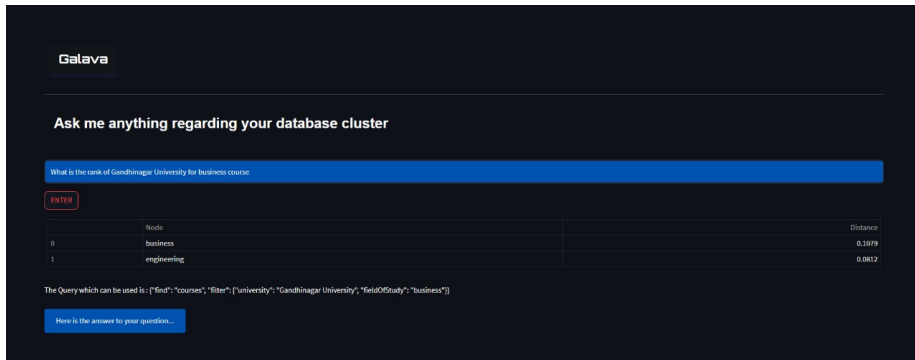 Galava
Ask me anything regarding your database cluster
What is the rank of Gandhinagar University for business course
ENTER
Node Distance
0 business 0.1079
1 engineering 0.0812
The Query which can be used is : {"find": "courses", "filter": {"university": "Gandhinagar University", "fieldOfStudy": "business"}}
Here is the answer to your question...